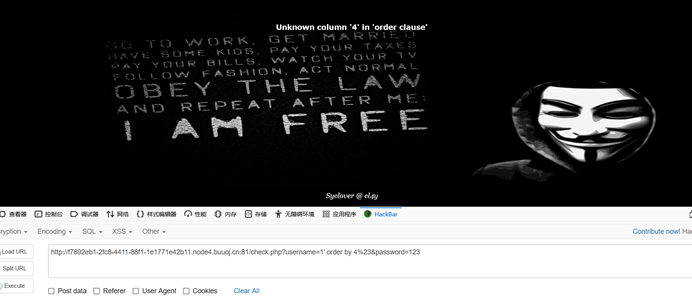 Unknown column '4' in 'order clause'
GO TO WORK, GET MARRIED
HAVE SOME KIDS, PAY YOUR TAXES
PAY YOUR BILLS, WATCH YOUR TV
FOLLOW FASHION, ACT NORMAL
OBEY THE LAW
AND REPEAT AFTER ME:
I AM FREE
Syclover @ cl4y
查看器 控制台 调试器 网络 样式编辑器 性能 内存 存储 无障碍环境 应用程序 HackBar
ryption Encoding SQL XSS Other Contribute now! Ha
Load URL http://f7892eb1-2fc8-4411-88f1-1e1771e42b11.node4.buuoj.cn:81/check.php?username=1' order by 4%23&password=123
Split URL
Execute
Post data Referer User Agent Cookies Clear All